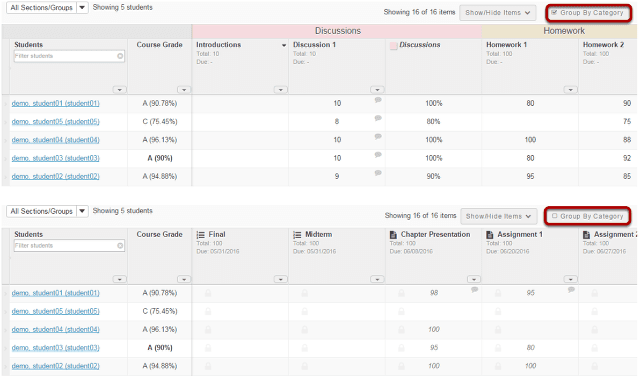 All Sections/Groups Showing 5 students Showing 16 of 16 items Show/Hide Items Group By Category
Discussions Homework
Students Course Grade Introductions Discussion 1 Discussions Homework 1 Homework 2
Filter students Total: 10 Total: 10 Total: 100 Total: 100
Due: - Due: - Due: - Due: -
demo, student01 (student01) A (90.78%) 10 100% 80 90
demo, student05 (student05) C (75.45%) 8 80% 75
demo, student04 (student04) A (96.13%) 10 100% 100 88
demo, student03 (student03) A (90%) 10 100% 80 92
demo, student02 (student02) A (94.88%) 9 90% 95 85
All Sections/Groups Showing 5 students Showing 16 of 16 items Show/Hide Items Group By Category
Students Course Grade Final Midterm Chapter Presentation Assignment 1 Assignment 2
Filter students Total: 100 Total: 100 Total: 100 Total: 100 Total: 100
Due: 05/31/2016 Due: 05/31/2016 Due: 06/08/2016 Due: 06/20/2016 Due: 06/27/2016
demo, student01 (student01) A (90.78%) 98 95
demo, student05 (student05) C (75.45%)
demo, student04 (student04) A (96.13%) 100
demo, student03 (student03) A (90%) 95 80
demo, student02 (student02) A (94.88%) 100 100